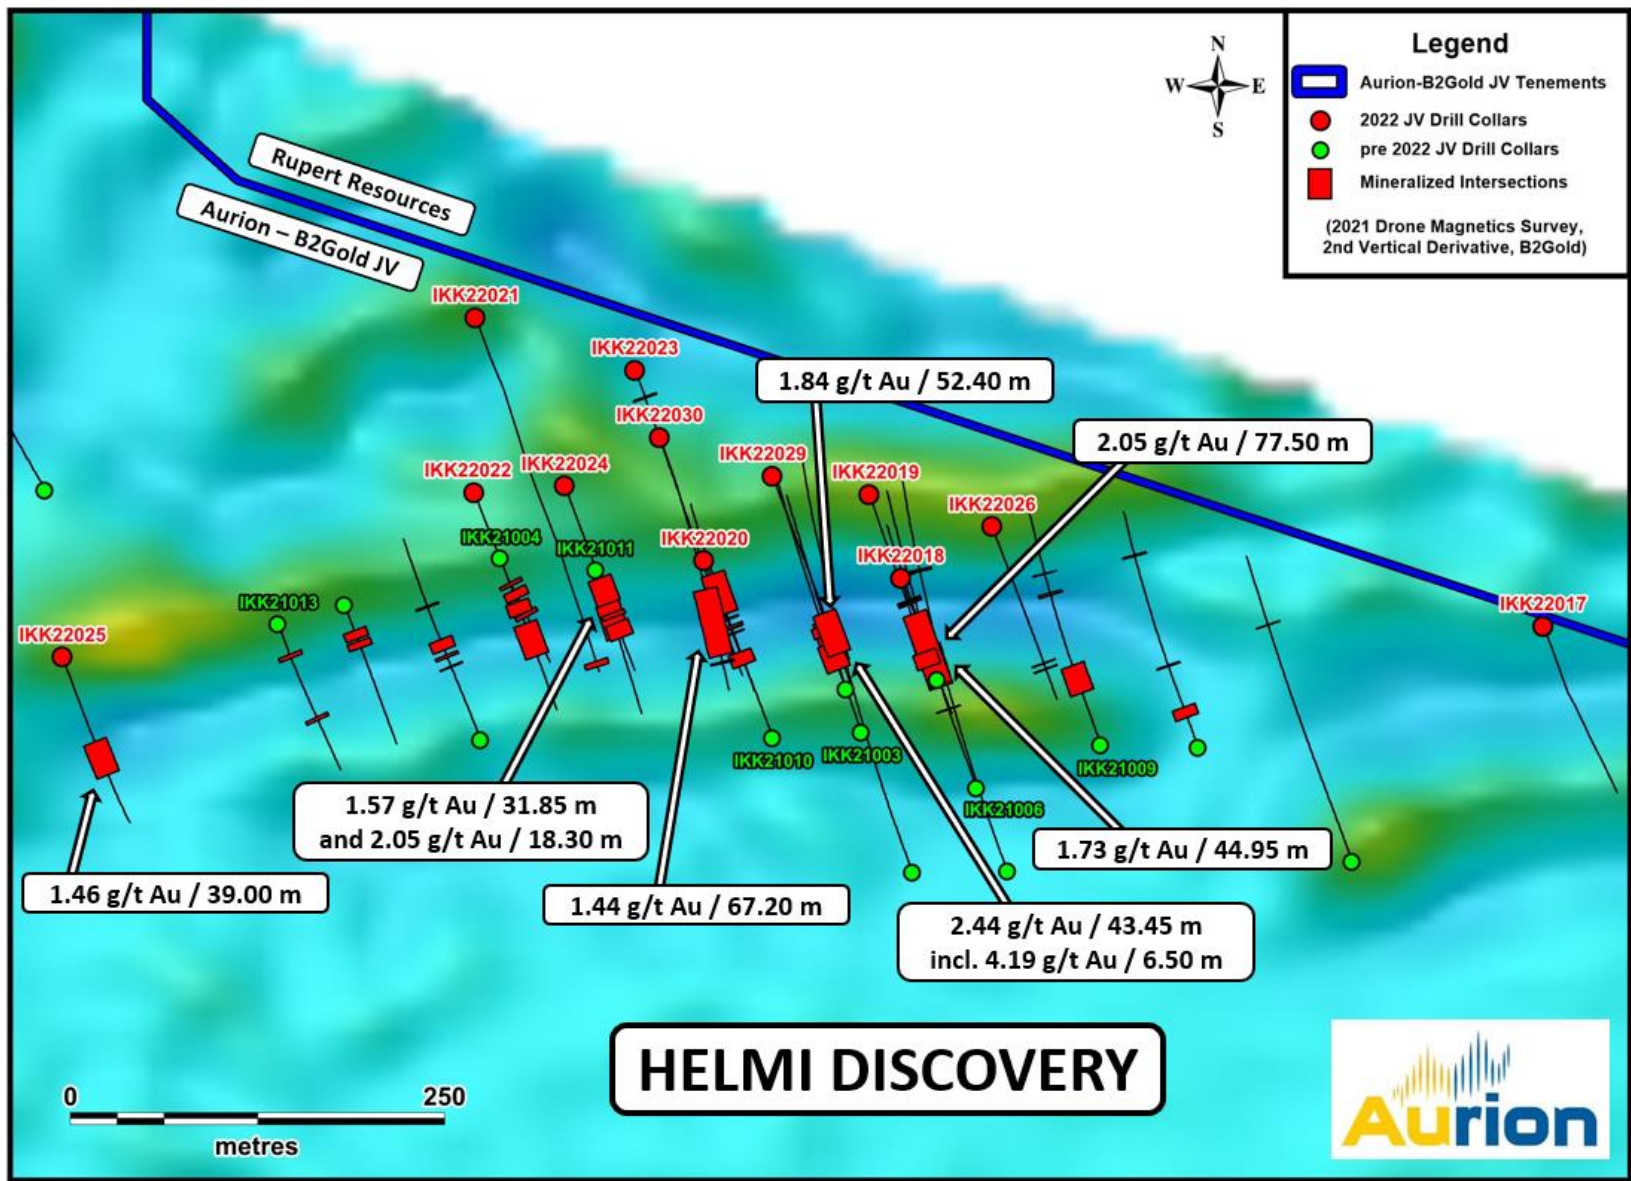 N
W E
S
Legend
Aurion-B2Gold JV Tenements
2022 JV Drill Collars
pre 2022 JV Drill Collars
Mineralized Intersections
(2021 Drone Magnetics Survey,
2nd Vertical Derivative, B2Gold)
Rupert Resources
Aurion – B2Gold JV
IKK22021
IKK22023
1.84 g/t Au / 52.40 m
IKK22030
2.05 g/t Au / 77.50 m
IKK22022
IKK22024
IKK22029
IKK22019
IKK22026
IKK21004
IKK21011
IKK22020
IKK22018
IKK21013
IKK22017
IKK22025
IKK21010
IKK21003
IKK21009
IKK21006
1.57 g/t Au / 31.85 m
and 2.05 g/t Au / 18.30 m
1.73 g/t Au / 44.95 m
1.46 g/t Au / 39.00 m
1.44 g/t Au / 67.20 m
2.44 g/t Au / 43.45 m
incl. 4.19 g/t Au / 6.50 m
HELMI DISCOVERY
0 250
metres
Aurion